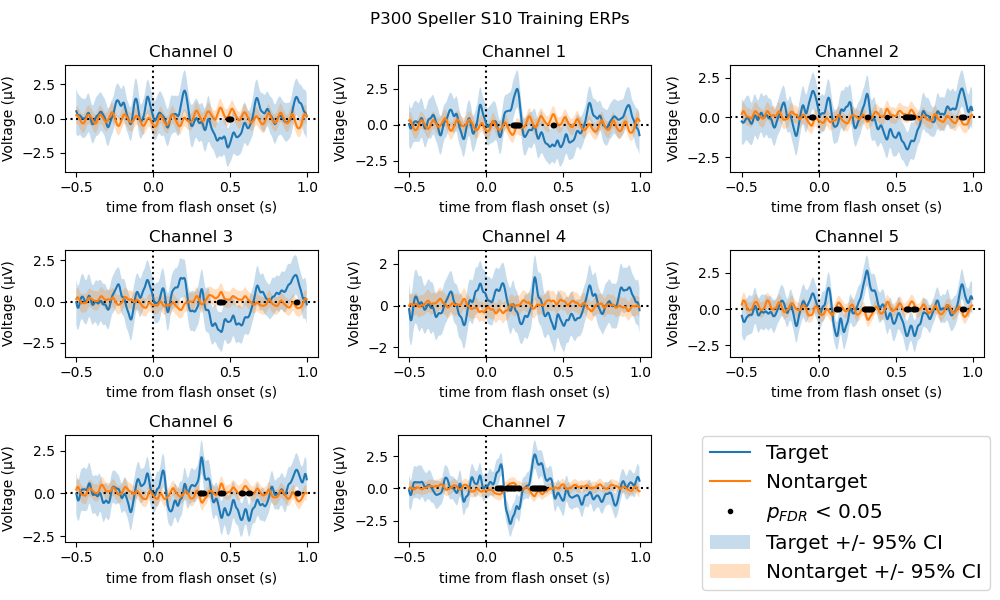 P300 Speller S10 Training ERPs
Channel 0
Channel 1
Channel 2
Voltage (µV)
2.5
0.0
−2.5
−0.5 0.0 0.5 1.0
time from flash onset (s)
Voltage (µV)
2.5
0.0
−2.5
−0.5 0.0 0.5 1.0
time from flash onset (s)
Voltage (µV)
2.5
0.0
−2.5
−0.5 0.0 0.5 1.0
time from flash onset (s)
Channel 3
Channel 4
Channel 5
Voltage (µV)
2.5
0.0
−2.5
−0.5 0.0 0.5 1.0
time from flash onset (s)
Voltage (µV)
2
0
−2
−0.5 0.0 0.5 1.0
time from flash onset (s)
Voltage (µV)
2.5
0.0
−2.5
−0.5 0.0 0.5 1.0
time from flash onset (s)
Channel 6
Channel 7
Voltage (µV)
2.5
0.0
−2.5
−0.5 0.0 0.5 1.0
time from flash onset (s)
Voltage (µV)
2.5
0.0
−2.5
−0.5 0.0 0.5 1.0
time from flash onset (s)
Target
Nontarget
pFDR < 0.05
Target +/- 95% CI
Nontarget +/- 95% CI